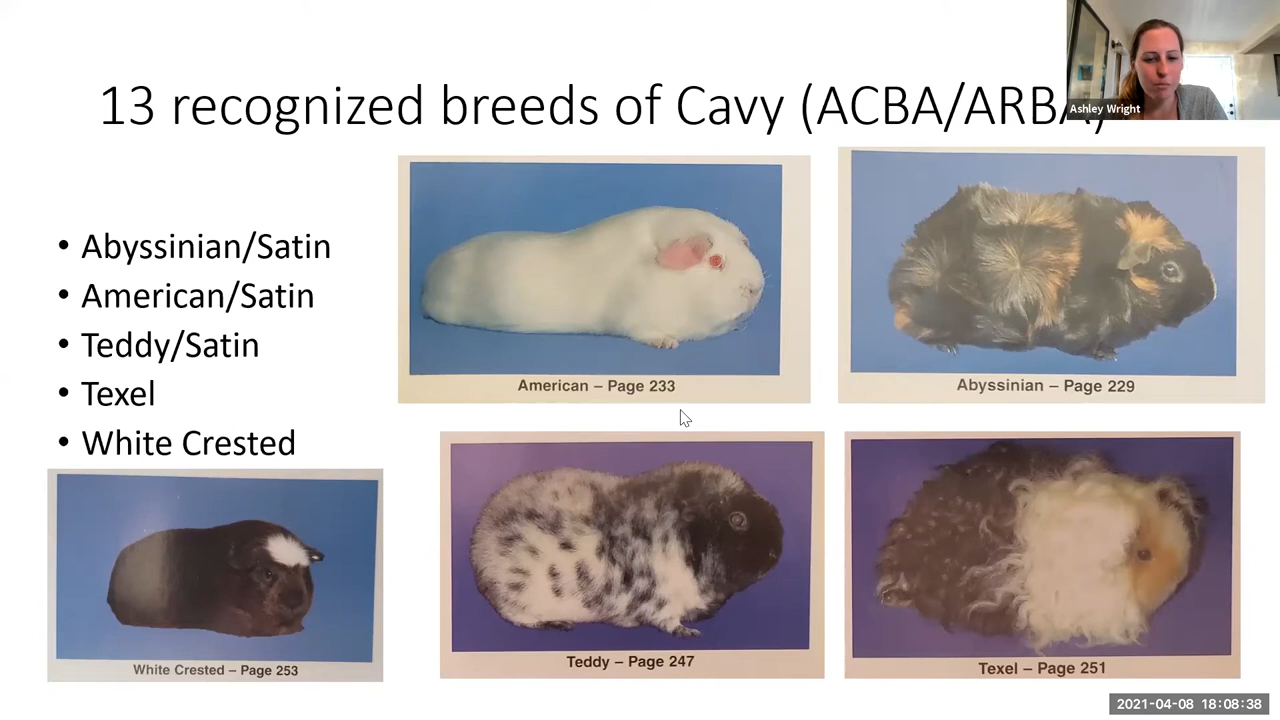 13 recognized breeds of Cavy (ACBA/ARBA)
Ashley Wright
• Abyssinian/Satin
• American/Satin
• Teddy/Satin
• Texel
• White Crested
American – Page 233
Abyssinian – Page 229
White Crested – Page 253
Teddy – Page 247
Texel – Page 251
2021-04-08 18:08:38